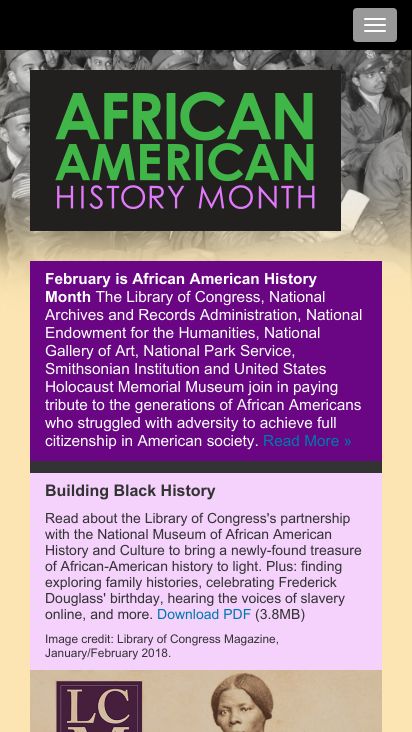 AFRICAN
AMERICAN
HISTORY MONTH
February is African American History
Month The Library of Congress, National
Archives and Records Administration, National
Endowment for the Humanities, National
Gallery of Art, National Park Service,
Smithsonian Institution and United States
Holocaust Memorial Museum join in paying
tribute to the generations of African Americans
who struggled with adversity to achieve full
citizenship in American society. Read More »
Building Black History
Read about the Library of Congress's partnership
with the National Museum of African American
History and Culture to bring a newly-found treasure
of African-American history to light. Plus: finding
exploring family histories, celebrating Frederick
Douglass' birthday, hearing the voices of slavery
online, and more. Download PDF (3.8MB)
Image credit: Library of Congress Magazine,
January/February 2018.
LC
M